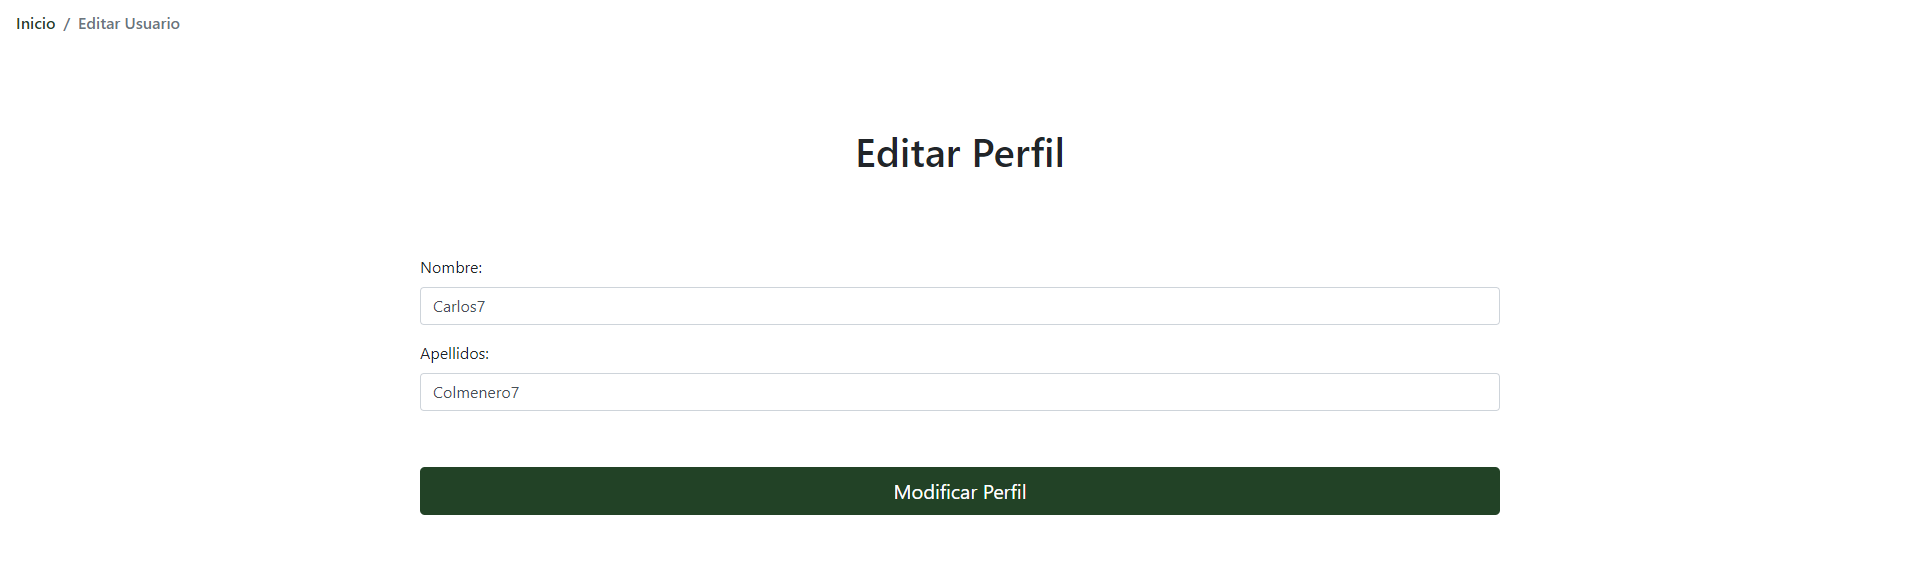 Inicio / Editar Usuario
Editar Perfil
Nombre:
Carlos7
Apellidos:
Colmenero7
Modificar Perfil